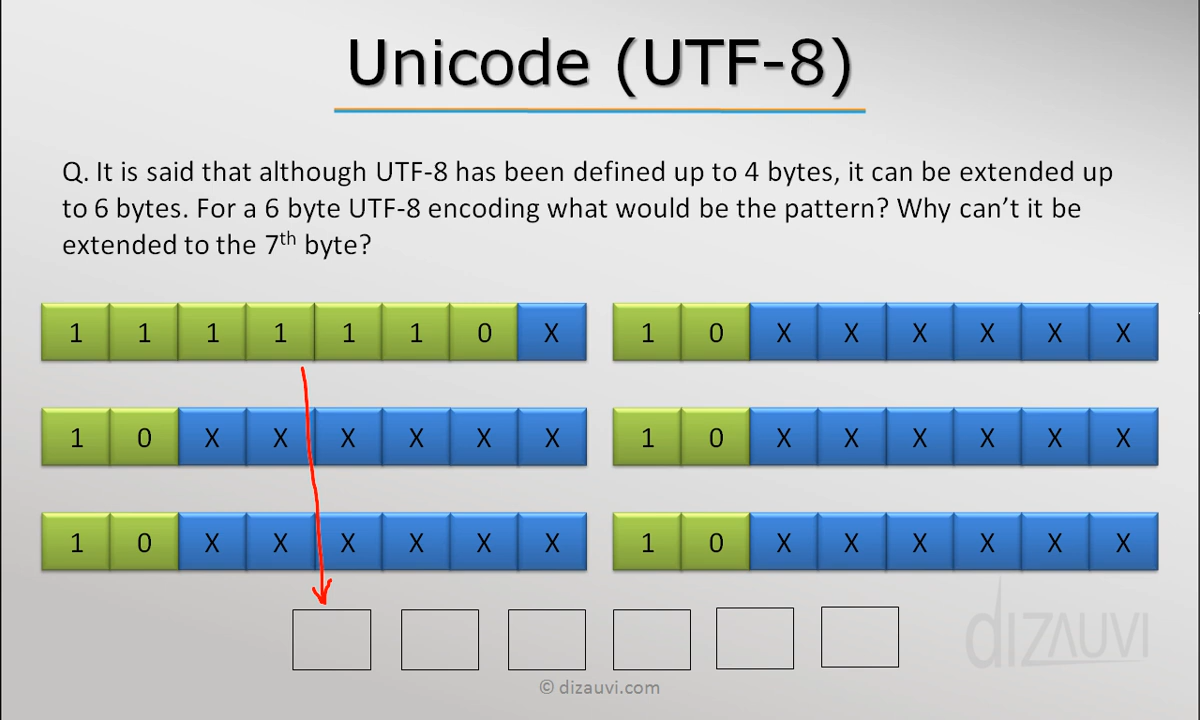 Unicode (UTF-8)
Q. It is said that although UTF-8 has been defined up to 4 bytes, it can be extended up
to 6 bytes. For a 6 byte UTF-8 encoding what would be the pattern? Why can’t it be
extended to the 7th byte?
1 1 1 1 1 1 0 X 1 0 X X X X X X
1 0 X X X X X X 1 0 X X X X X X
1 0 X X X X X X 1 0 X X X X X X
dizauvi
© dizauvi.com